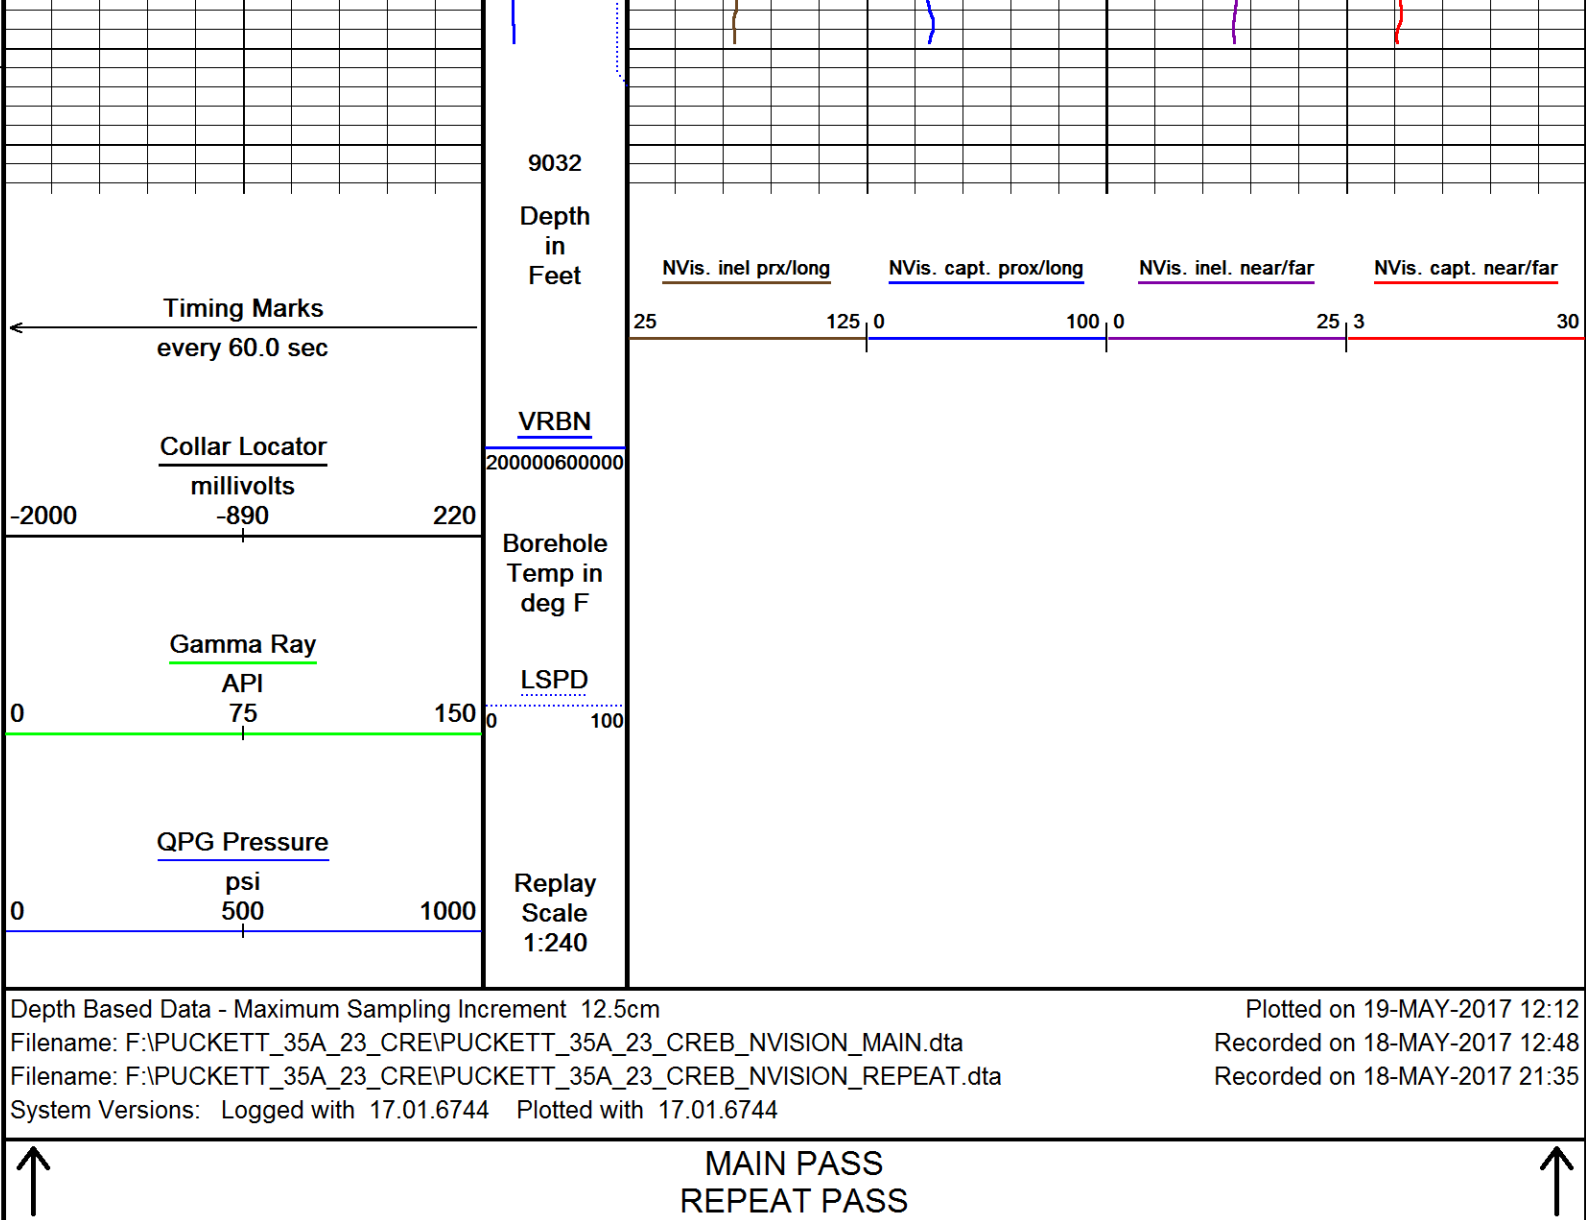 9032
Depth
in
Feet
Timing Marks
every 60.0 sec
Collar Locator
millivolts
-2000 -890 220
Gamma Ray
API
0 75 150
QPG Pressure
psi
0 500 1000
VRBN
200000600000
Borehole
Temp in
deg F
LSPD
0 100
Replay
Scale
1:240
NVis. inel prx/long NVis. capt. prox/long NVis. inel. near/far NVis. capt. near/far
25 125 0 100 0 25 3 30
Depth Based Data - Maximum Sampling Increment 12.5cm Plotted on 19-MAY-2017 12:12
Filename: F:\PUCKETT_35A_23_CRE\PUCKETT_35A_23_CREB_NVISION_MAIN.dta Recorded on 18-MAY-2017 12:48
Filename: F:\PUCKETT_35A_23_CRE\PUCKETT_35A_23_CREB_NVISION_REPEAT.dta Recorded on 18-MAY-2017 21:35
System Versions: Logged with 17.01.6744 Plotted with 17.01.6744
MAIN PASS
REPEAT PASS